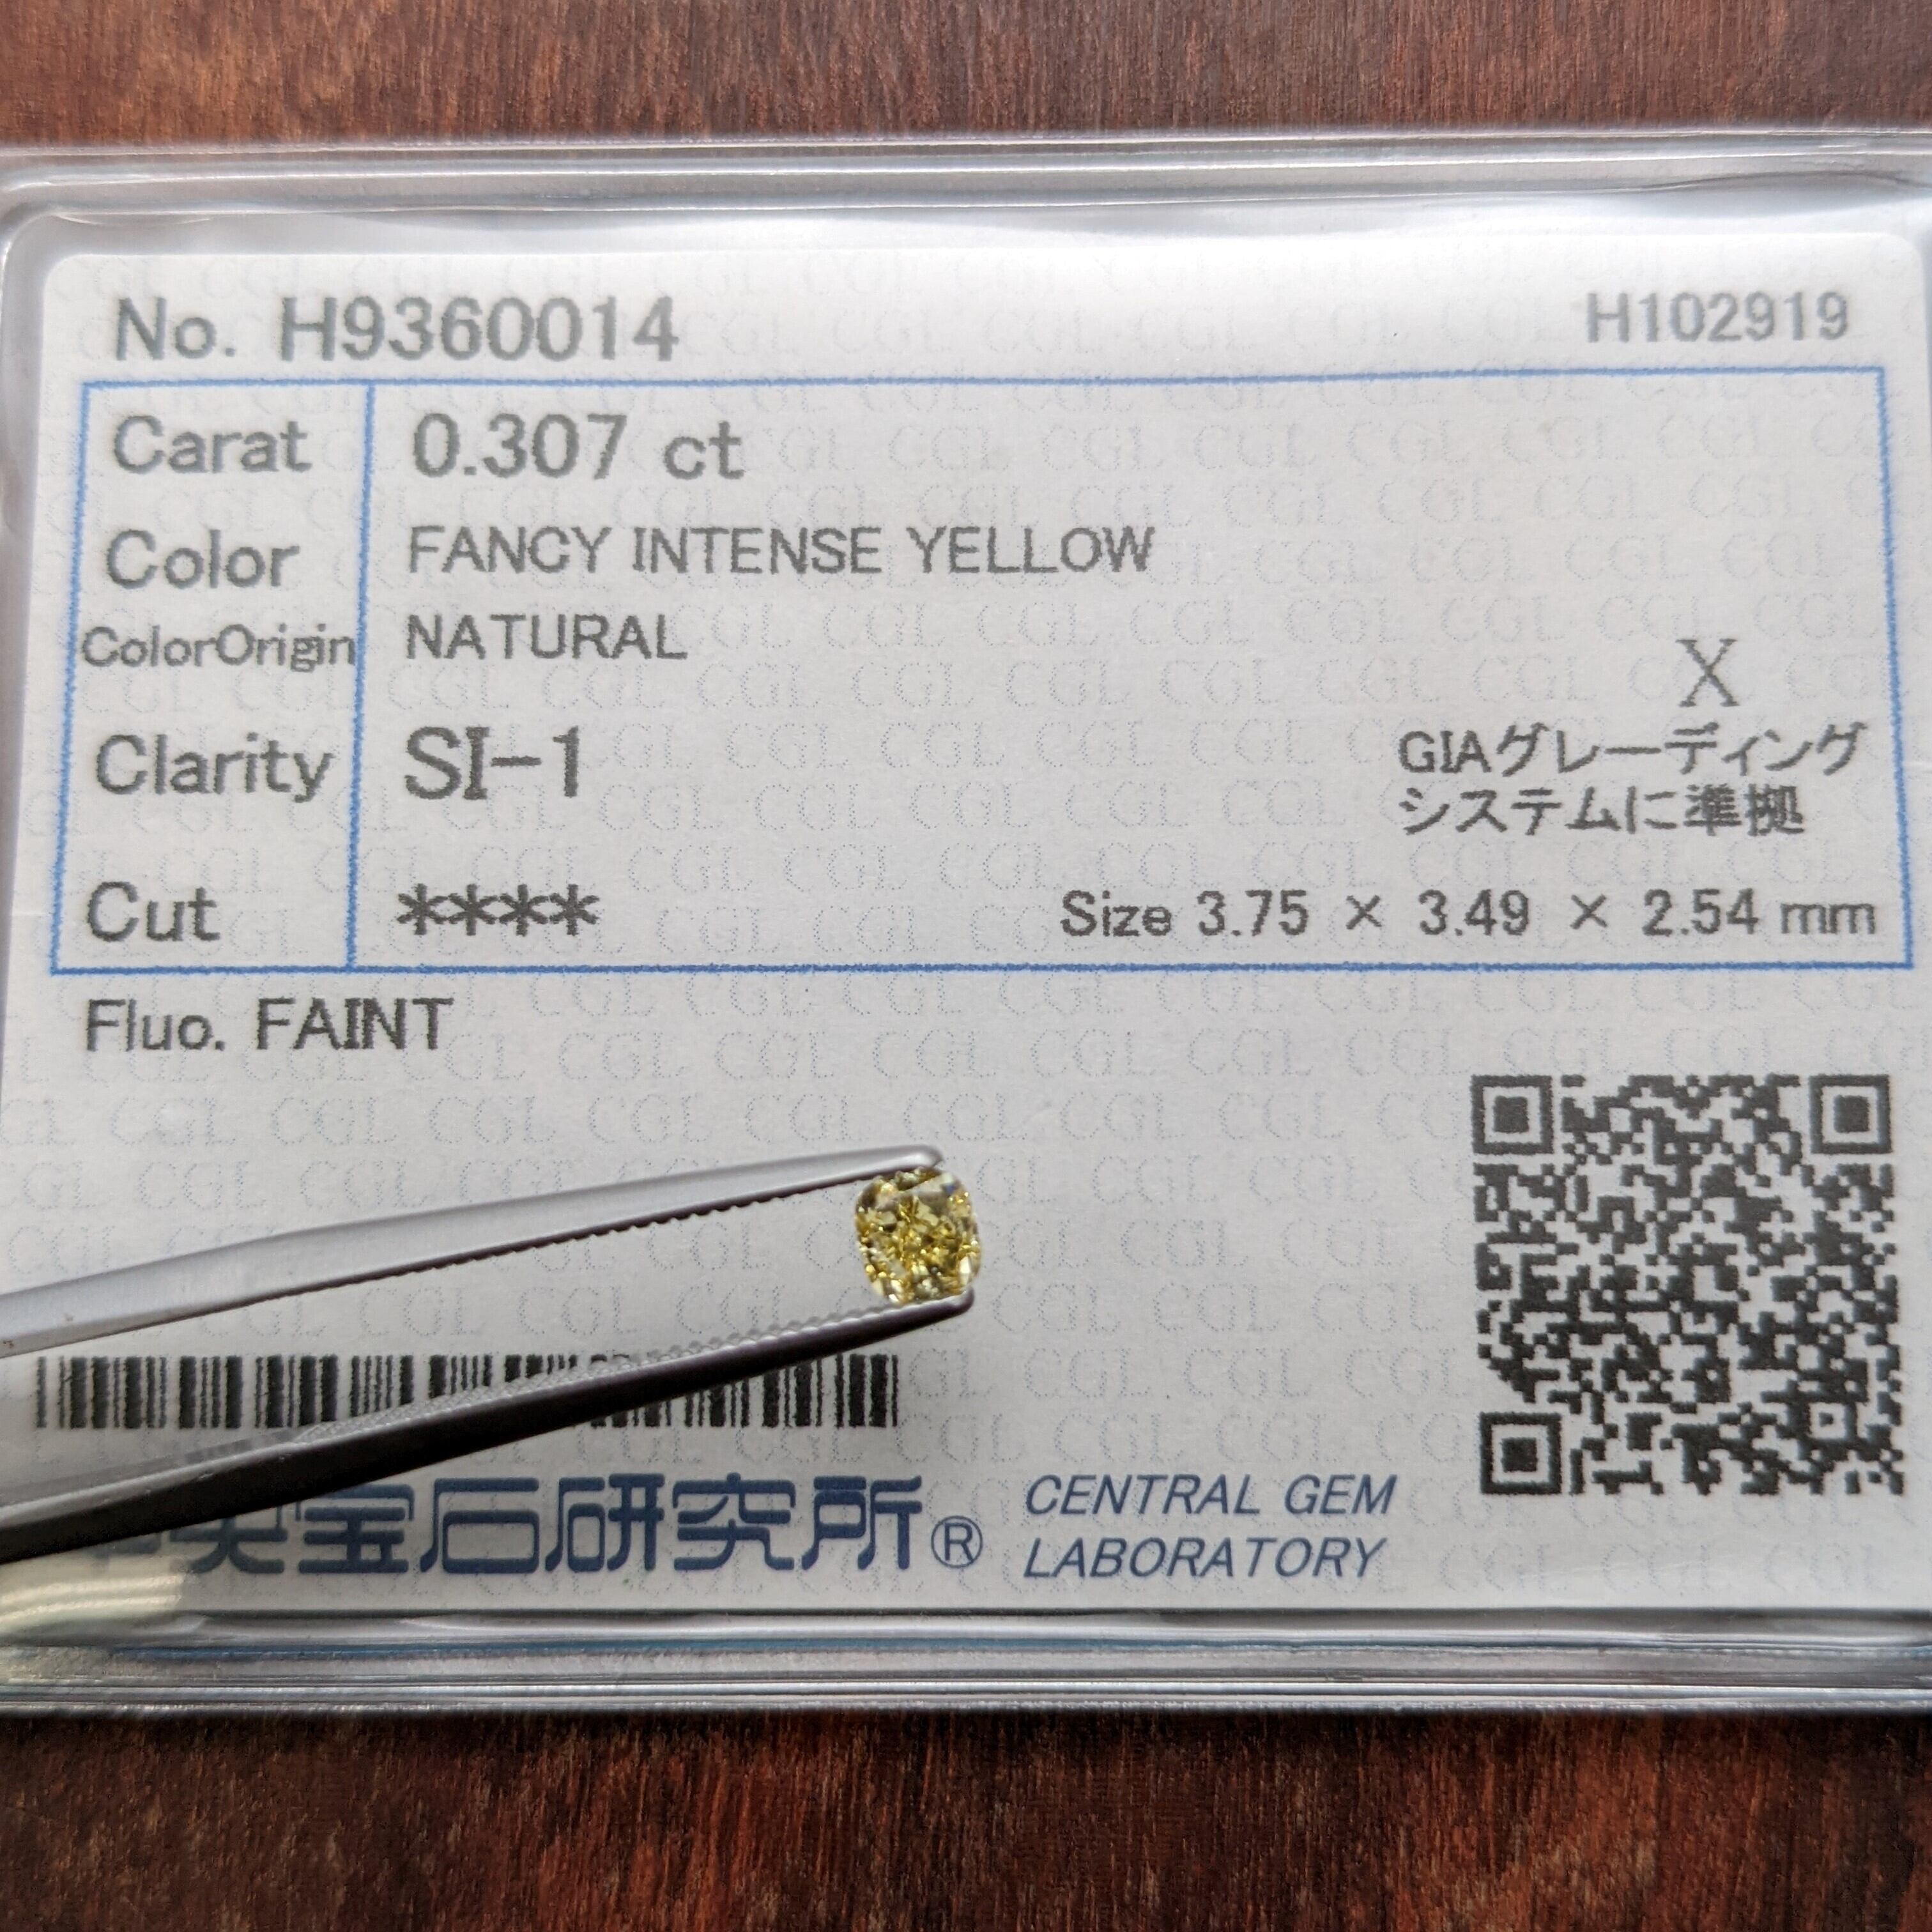 No. H9360014
H102919
Carat 0.307 ct
Color FANCY INTENSE YELLOW
ColorOrigin NATURAL
X
Clarity SI-1
GIAグレーディング
システムに準拠
Cut ****
Size 3.75 × 3.49 × 2.54 mm
Fluo. FAINT
宝石研究所®
CENTRAL GEM
LABORATORY